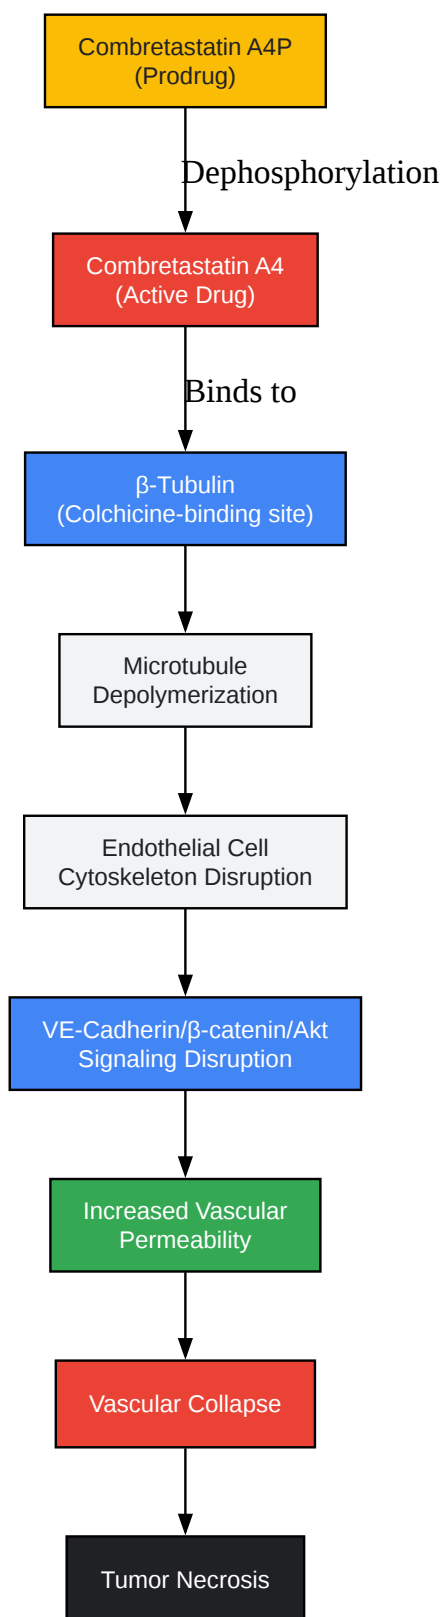 Combretastatin A4P
(Prodrug)
Dephosphorylation
Combretastatin A4
(Active Drug)
Binds to
β-Tubulin
(Colchicine-binding site)
Microtubule
Depolymerization
Endothelial Cell
Cytoskeleton Disruption
VE-Cadherin/β-catenin/Akt
Signaling Disruption
Increased Vascular
Permeability
Vascular Collapse
Tumor Necrosis